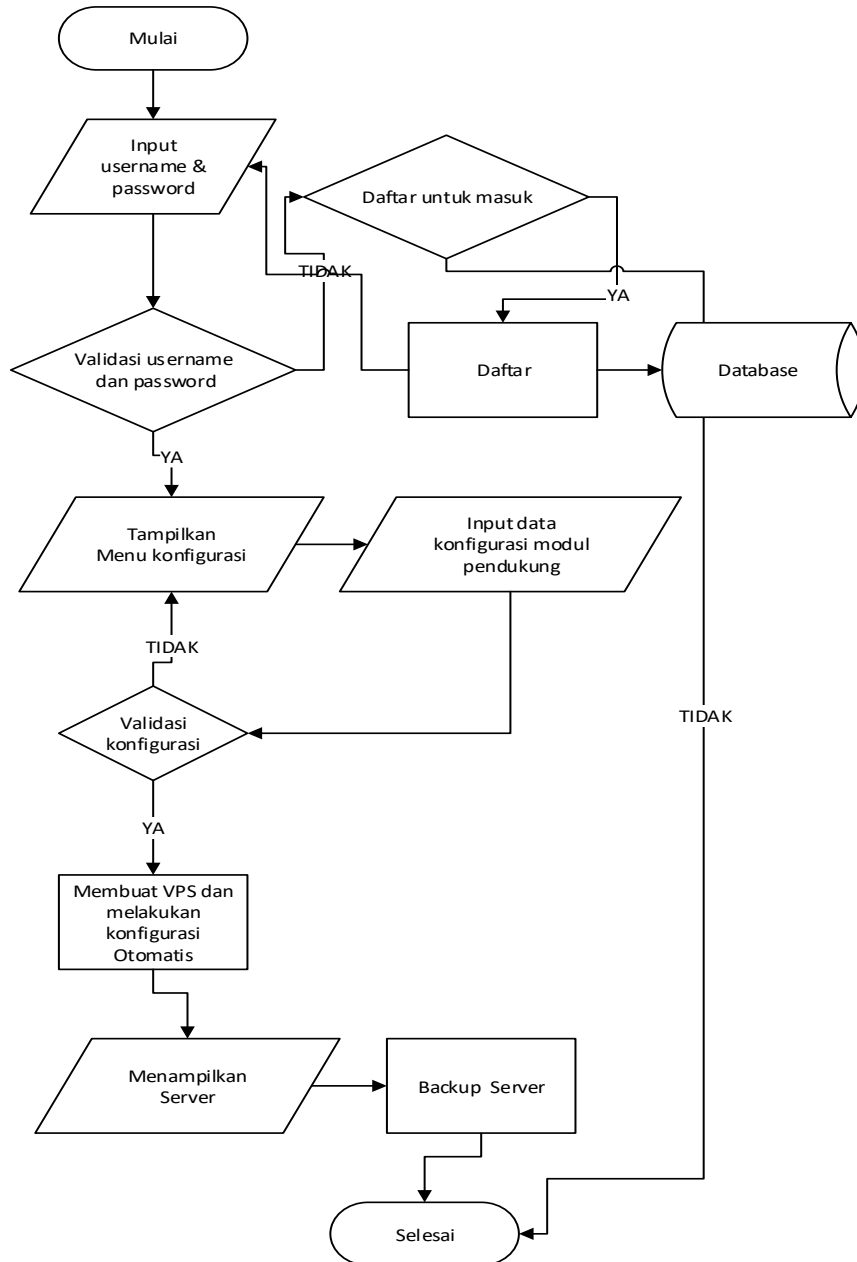 Mulai
Input
username &
password
Daftar untuk masuk
TIDAK
YA
Validasi username
dan password
Daftar
Database
YA
Tampilkan
Menu konfigurasi
Input data
konfigurasi modul
pendukung
TIDAK
Validasi
konfigurasi
TIDAK
YA
Membuat VPS dan
melakukan
konfigurasi
Otomatis
Menampilkan
Server
Backup Server
Selesai